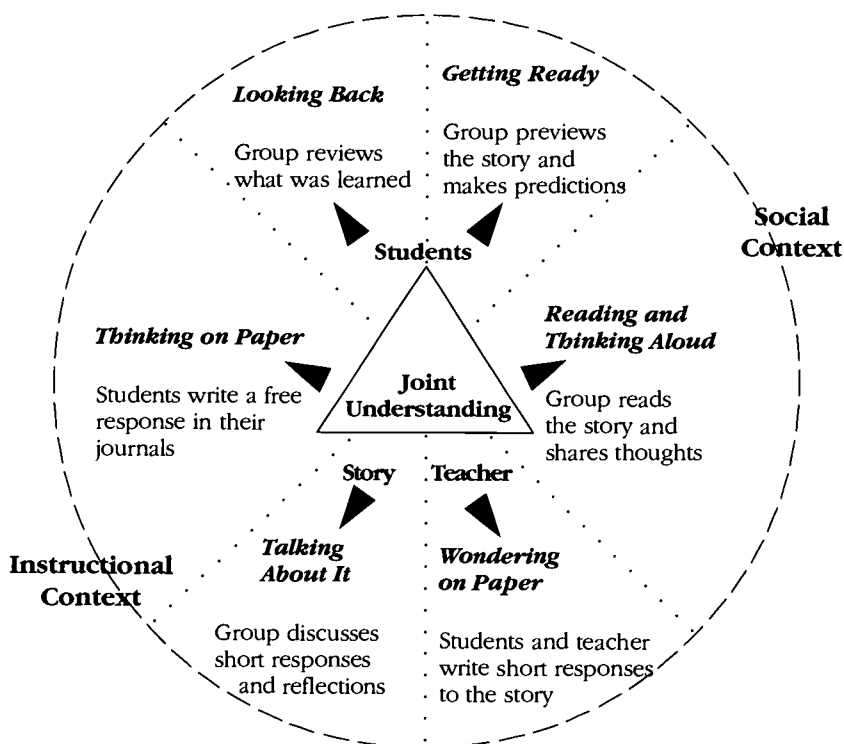 Getting Ready
Group previews
the story and
makes predictions
Looking Back
Group reviews
what was learned
Social
Context
Students
Reading and
Thinking Aloud
Group reads
the story and
shares thoughts
Thinking on Paper
Students write a free
response in their
journals
Joint
Understanding
Story
Teacher
Talking
About It
Group discusses
short responses
and reflections
Wondering
on Paper
Students and teacher
write short responses
to the story
Instructional
Context